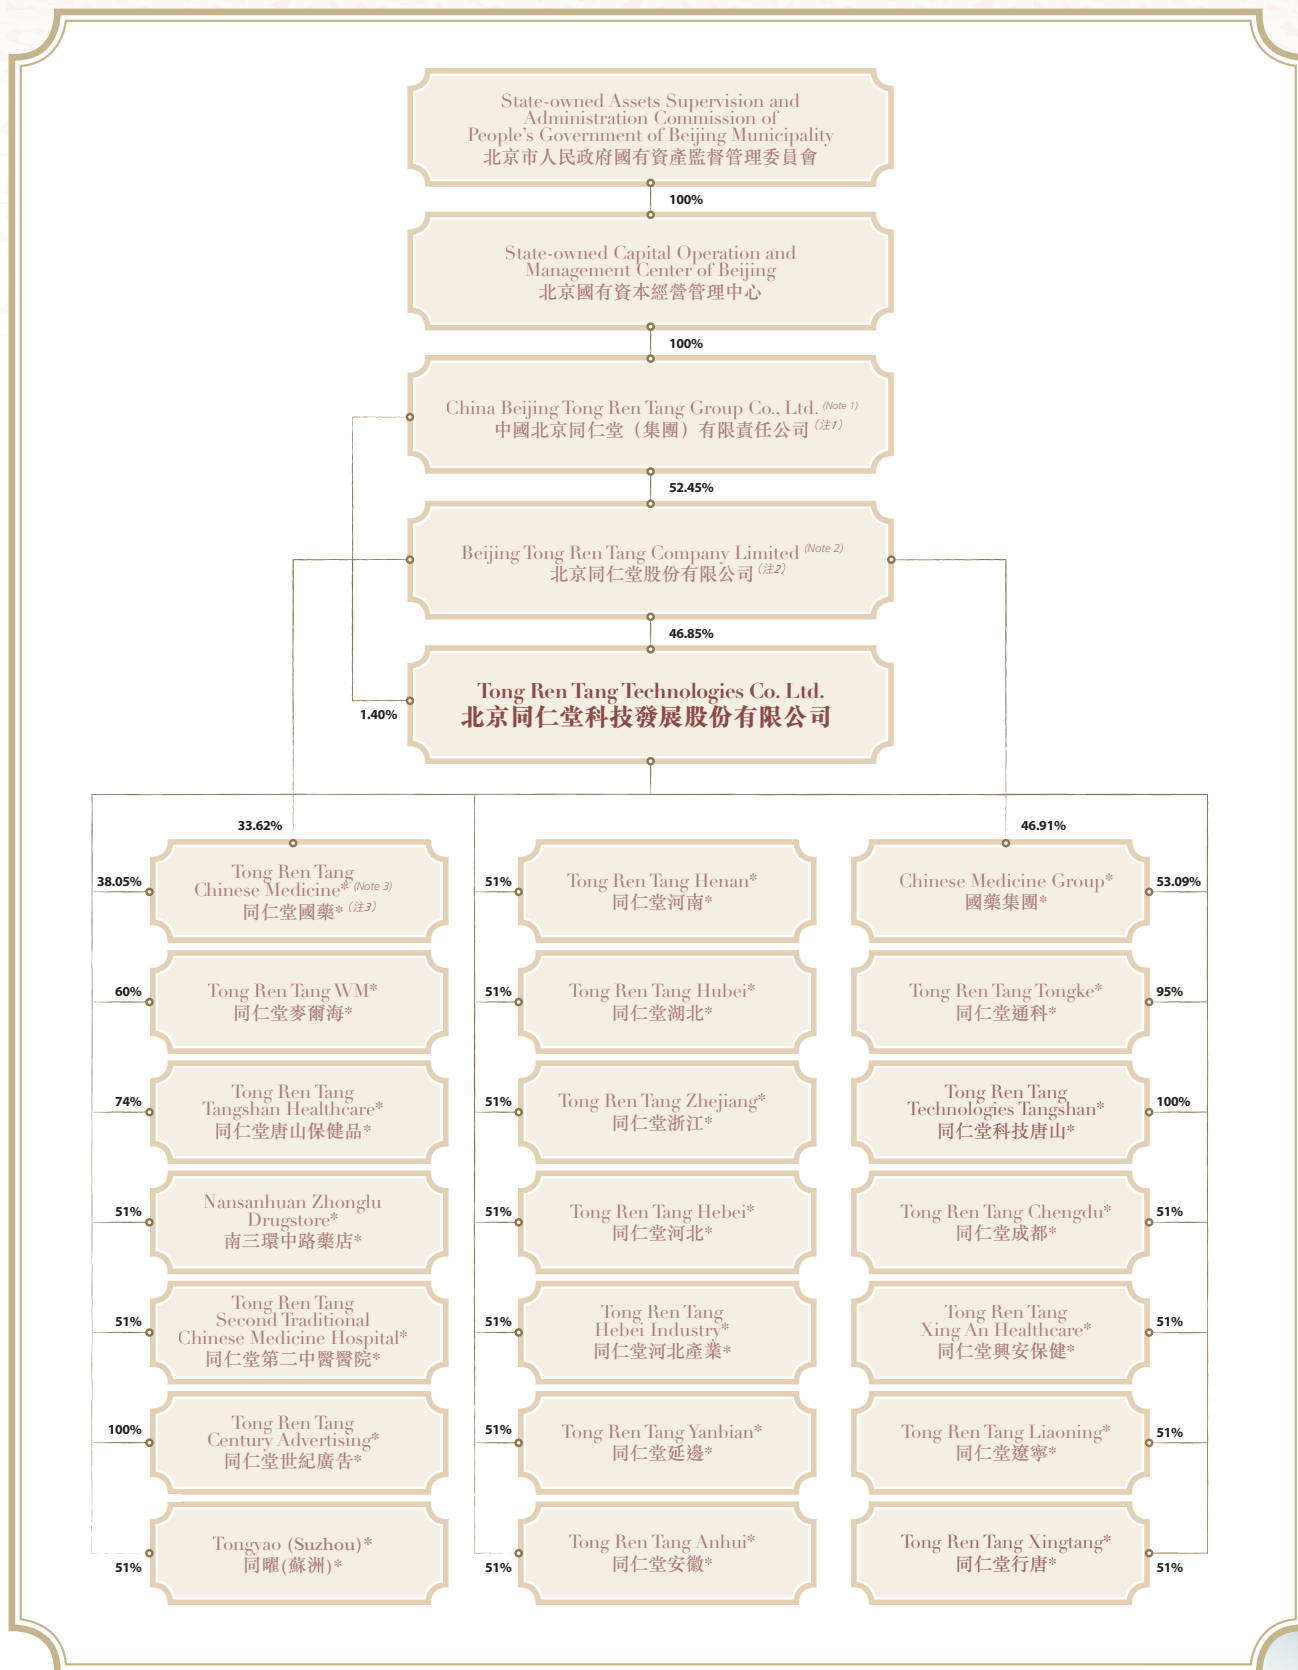 State-owned Assets Supervision and
Administration Commission of
People's Government of Beijing Municipality
北京市人民政府國有資產監督管理委員會
100%
State-owned Capital Operation and
Management Center of Beijing
北京國有資本經營管理中心
100%
China Beijing Tong Ren Tang Group Co., Ltd. (Note 1)
中國北京同仁堂（集團）有限責任公司（注1）
52.45%
Beijing Tong Ren Tang Company Limited (Note 2)
北京同仁堂股份有限公司（注2）
46.85%
Tong Ren Tang Technologies Co. Ltd.
北京同仁堂科技發展股份有限公司
1.40%
33.62%
46.91%
38.05%
Tong Ren Tang
Chinese Medicine* (Note 3)
同仁堂國藥*（注3）
51%
Tong Ren Tang Henan*
同仁堂河南*
Chinese Medicine Group*
國藥集團*
53.09%
60%
Tong Ren Tang WM*
同仁堂麥爾海*
51%
Tong Ren Tang Hubei*
同仁堂湖北*
Tong Ren Tang Tongke*
同仁堂通科*
95%
74%
Tong Ren Tang
Tangshan Healthcare*
同仁堂唐山保健品*
51%
Tong Ren Tang Zhejiang*
同仁堂浙江*
Tong Ren Tang
Technologies Tangshan*
同仁堂科技唐山*
100%
51%
Nansanhuan Zhonglu
Drugstore*
南三環中路藥店*
51%
Tong Ren Tang Hebei*
同仁堂河北*
Tong Ren Tang Chengdu*
同仁堂成都*
51%
51%
Tong Ren Tang
Second Traditional
Chinese Medicine Hospital*
同仁堂第二中醫醫院*
51%
Tong Ren Tang
Hebei Industry*
同仁堂河北產業*
Tong Ren Tang
Xing An Healthcare*
同仁堂興安保健*
51%
100%
Tong Ren Tang
Century Advertising*
同仁堂世紀廣告*
51%
Tong Ren Tang Yanbian*
同仁堂延邊*
Tong Ren Tang Liaoning*
同仁堂遼寧*
51%
51%
Tongyao (Suzhou)*
同曜(蘇洲)*
51%
Tong Ren Tang Anhui*
同仁堂安徽*
Tong Ren Tang Xingtang*
同仁堂行唐*
51%